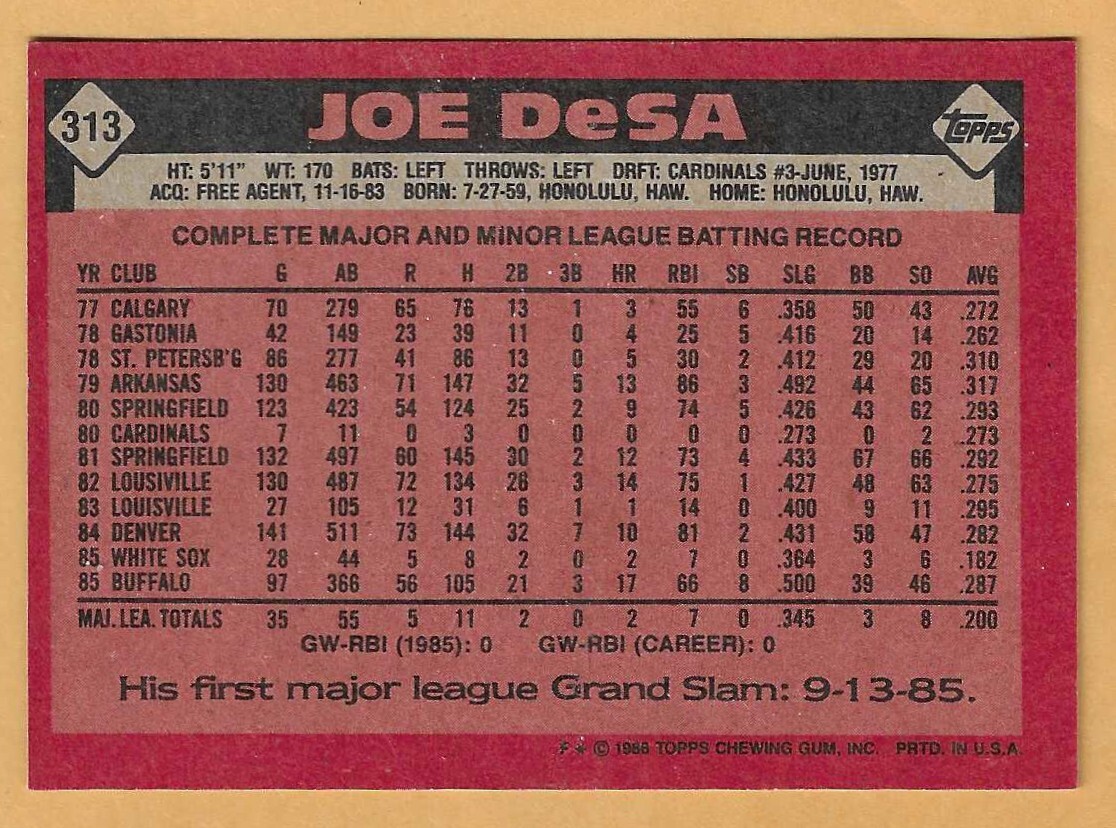 313 JOE DeSA topps
HT: 5'11" WT: 170 BATS: LEFT THROWS: LEFT DRFT: CARDINALS #3-JUNE, 1977
ACQ: FREE AGENT, 11-16-83 BORN: 7-27-59, HONOLULU, HAW. HOME: HONOLULU, HAW.
COMPLETE MAJOR AND MINOR LEAGUE BATTING RECORD
YR CLUB G AB R H 2B 3B HR RBI SB SLG BB SO AVG
77 CALGARY 70 279 65 76 13 1 3 55 6 .358 50 43 .272
78 GASTONIA 42 149 23 39 11 0 4 25 5 .416 20 14 .262
78 ST. PETERSB'G 86 277 41 86 13 0 5 30 2 .412 29 20 .310
79 ARKANSAS 130 463 71 147 32 5 13 86 3 .492 44 65 .317
80 SPRINGFIELD 123 423 54 124 25 2 9 74 5 .426 43 62 .293
80 CARDINALS 7 11 0 3 0 0 0 0 0 .273 0 2 .273
81 SPRINGFIELD 132 497 60 145 30 2 12 73 4 .433 67 66 .292
82 LOUSIVILLE 130 487 72 134 26 3 14 75 1 .427 48 63 .275
83 LOUISVILLE 27 105 12 31 6 1 1 14 0 .400 9 11 .295
84 DENVER 141 511 73 144 32 7 10 81 2 .431 58 47 .282
85 WHITE SOX 28 44 5 8 2 0 2 7 0 .364 3 6 .182
85 BUFFALO 97 366 56 105 21 3 17 66 8 .500 39 46 .287
MAJ. LEA. TOTALS 35 55 5 11 2 0 2 7 0 .345 3 8 .200
GW-RBI (1985): 0 GW-RBI (CAREER): 0
His first major league Grand Slam: 9-13-85.
© 1986 TOPPS CHEWING GUM, INC. PRTD. IN U.S.A.